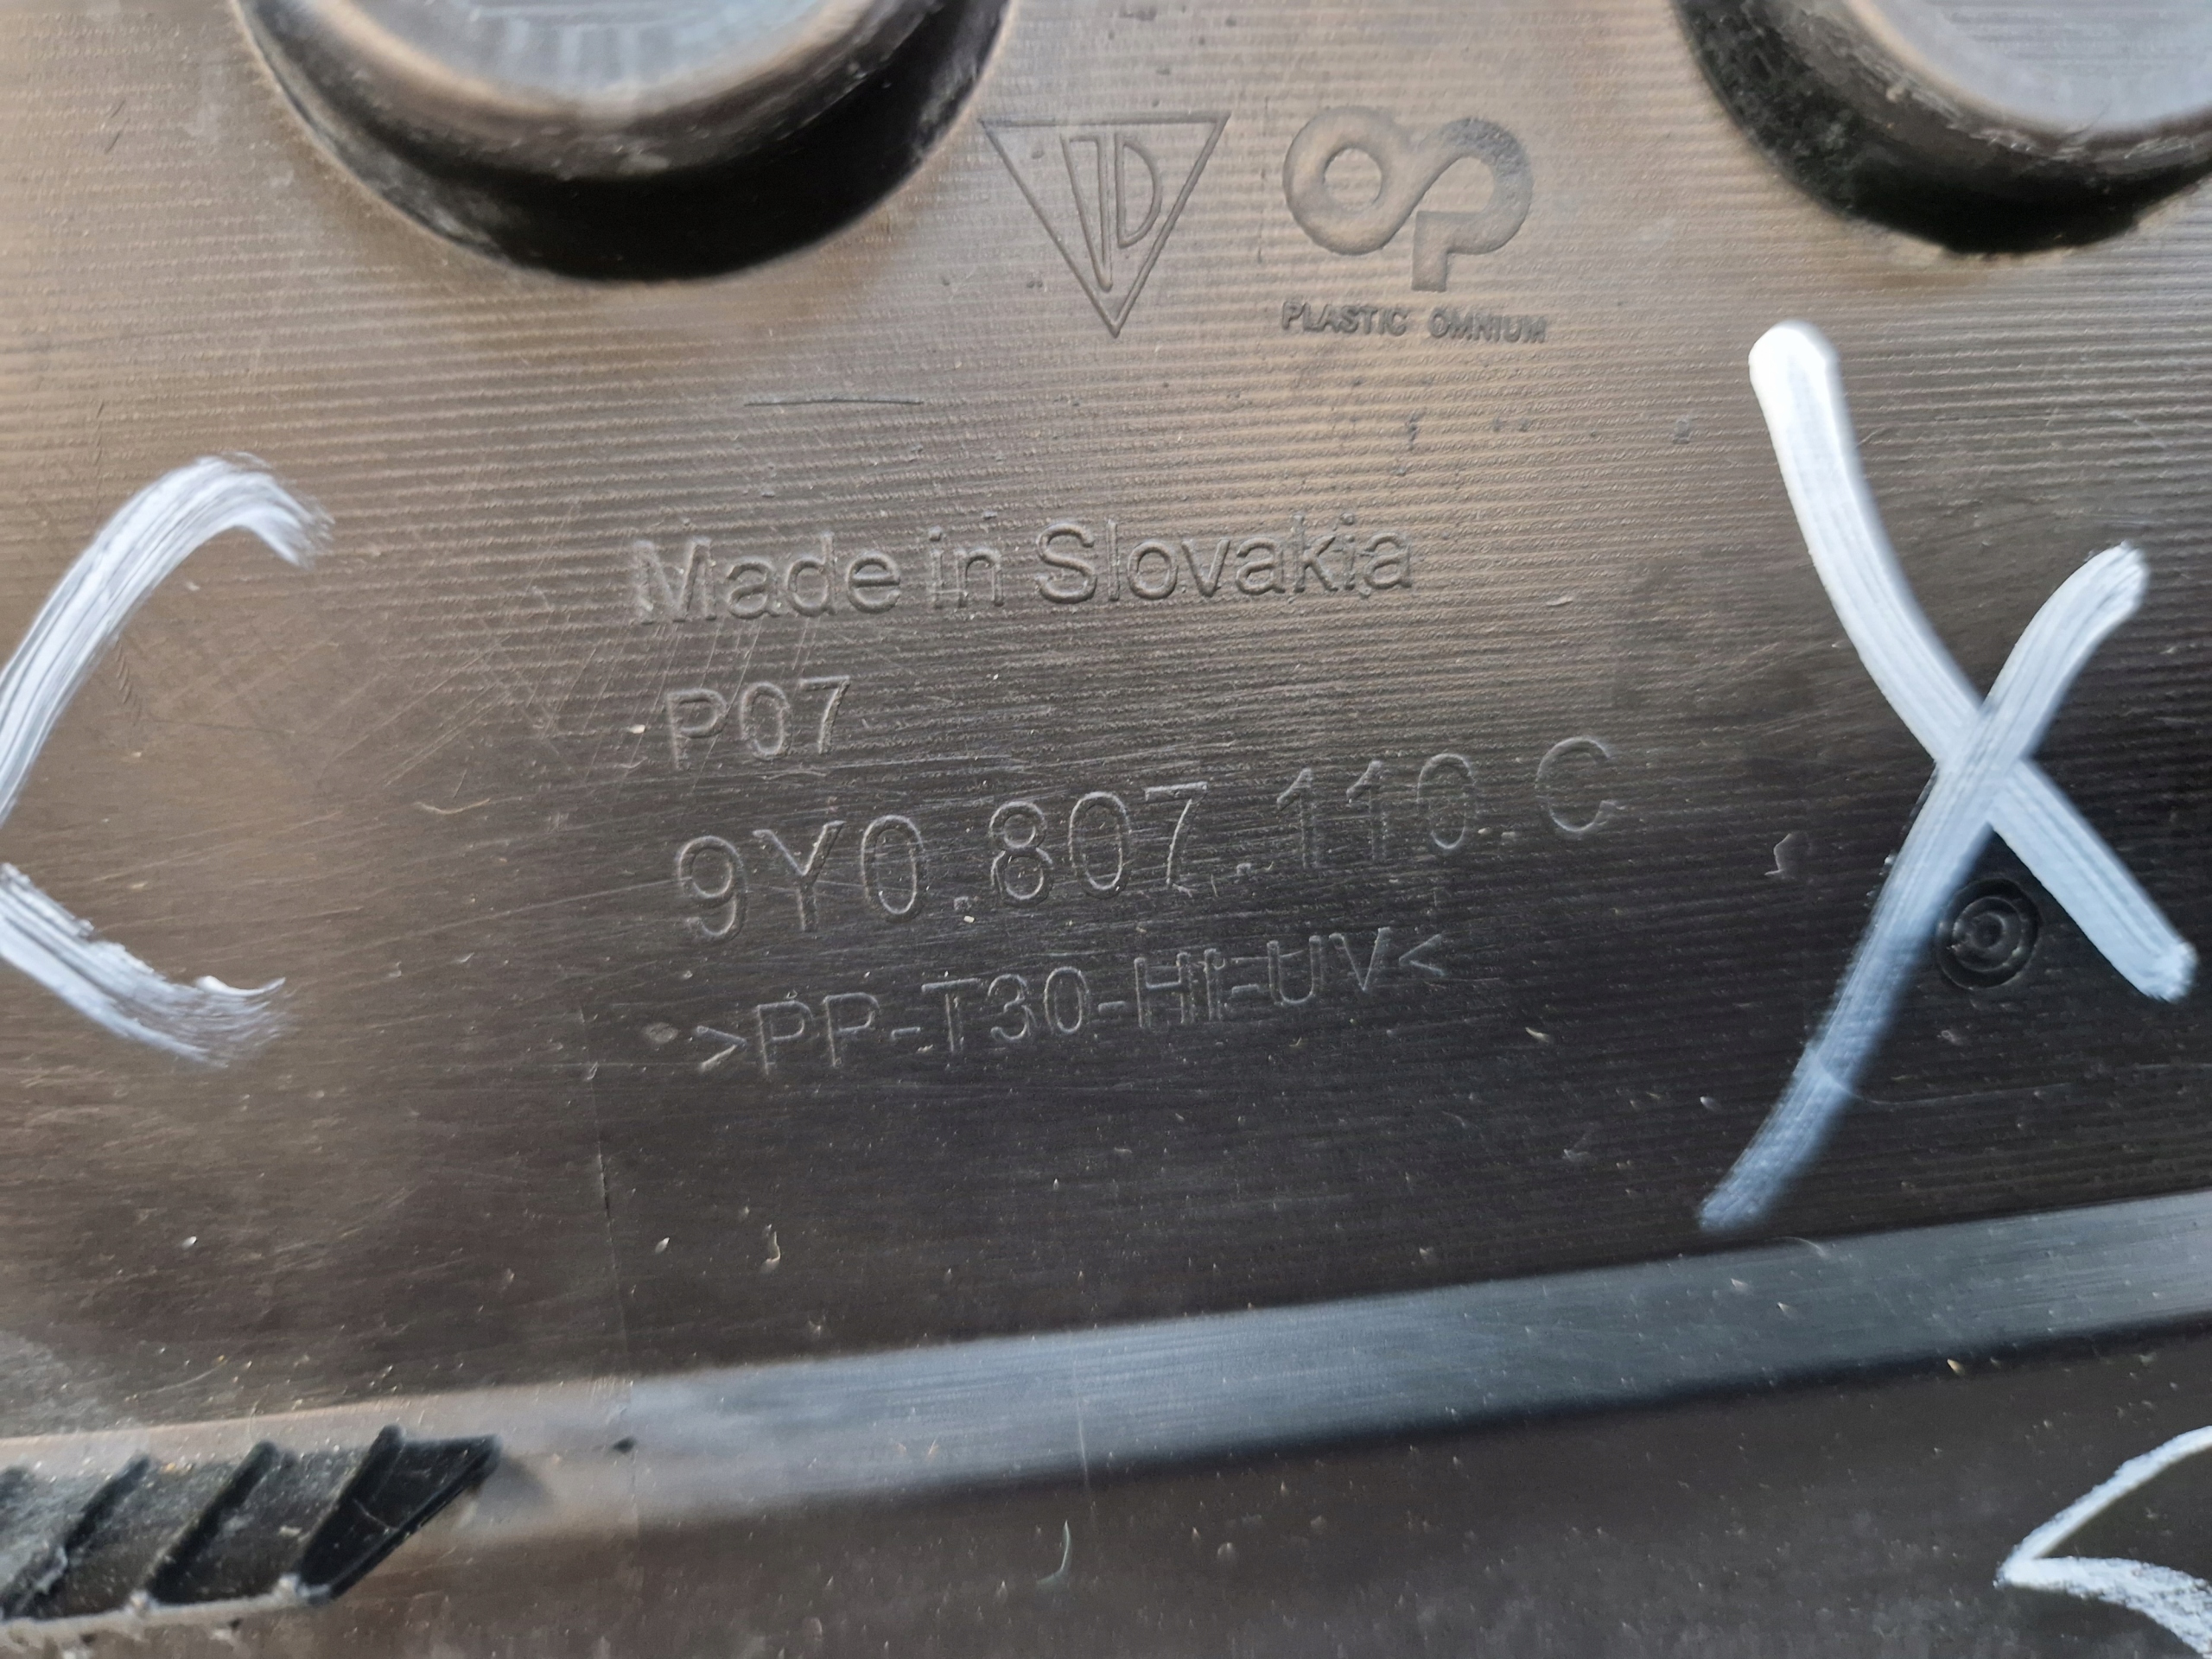 PLASTIC OMNIUM
Made in Slovakia
P07
9Y0.807.110.C
>PP-T30-HI-UV<
X